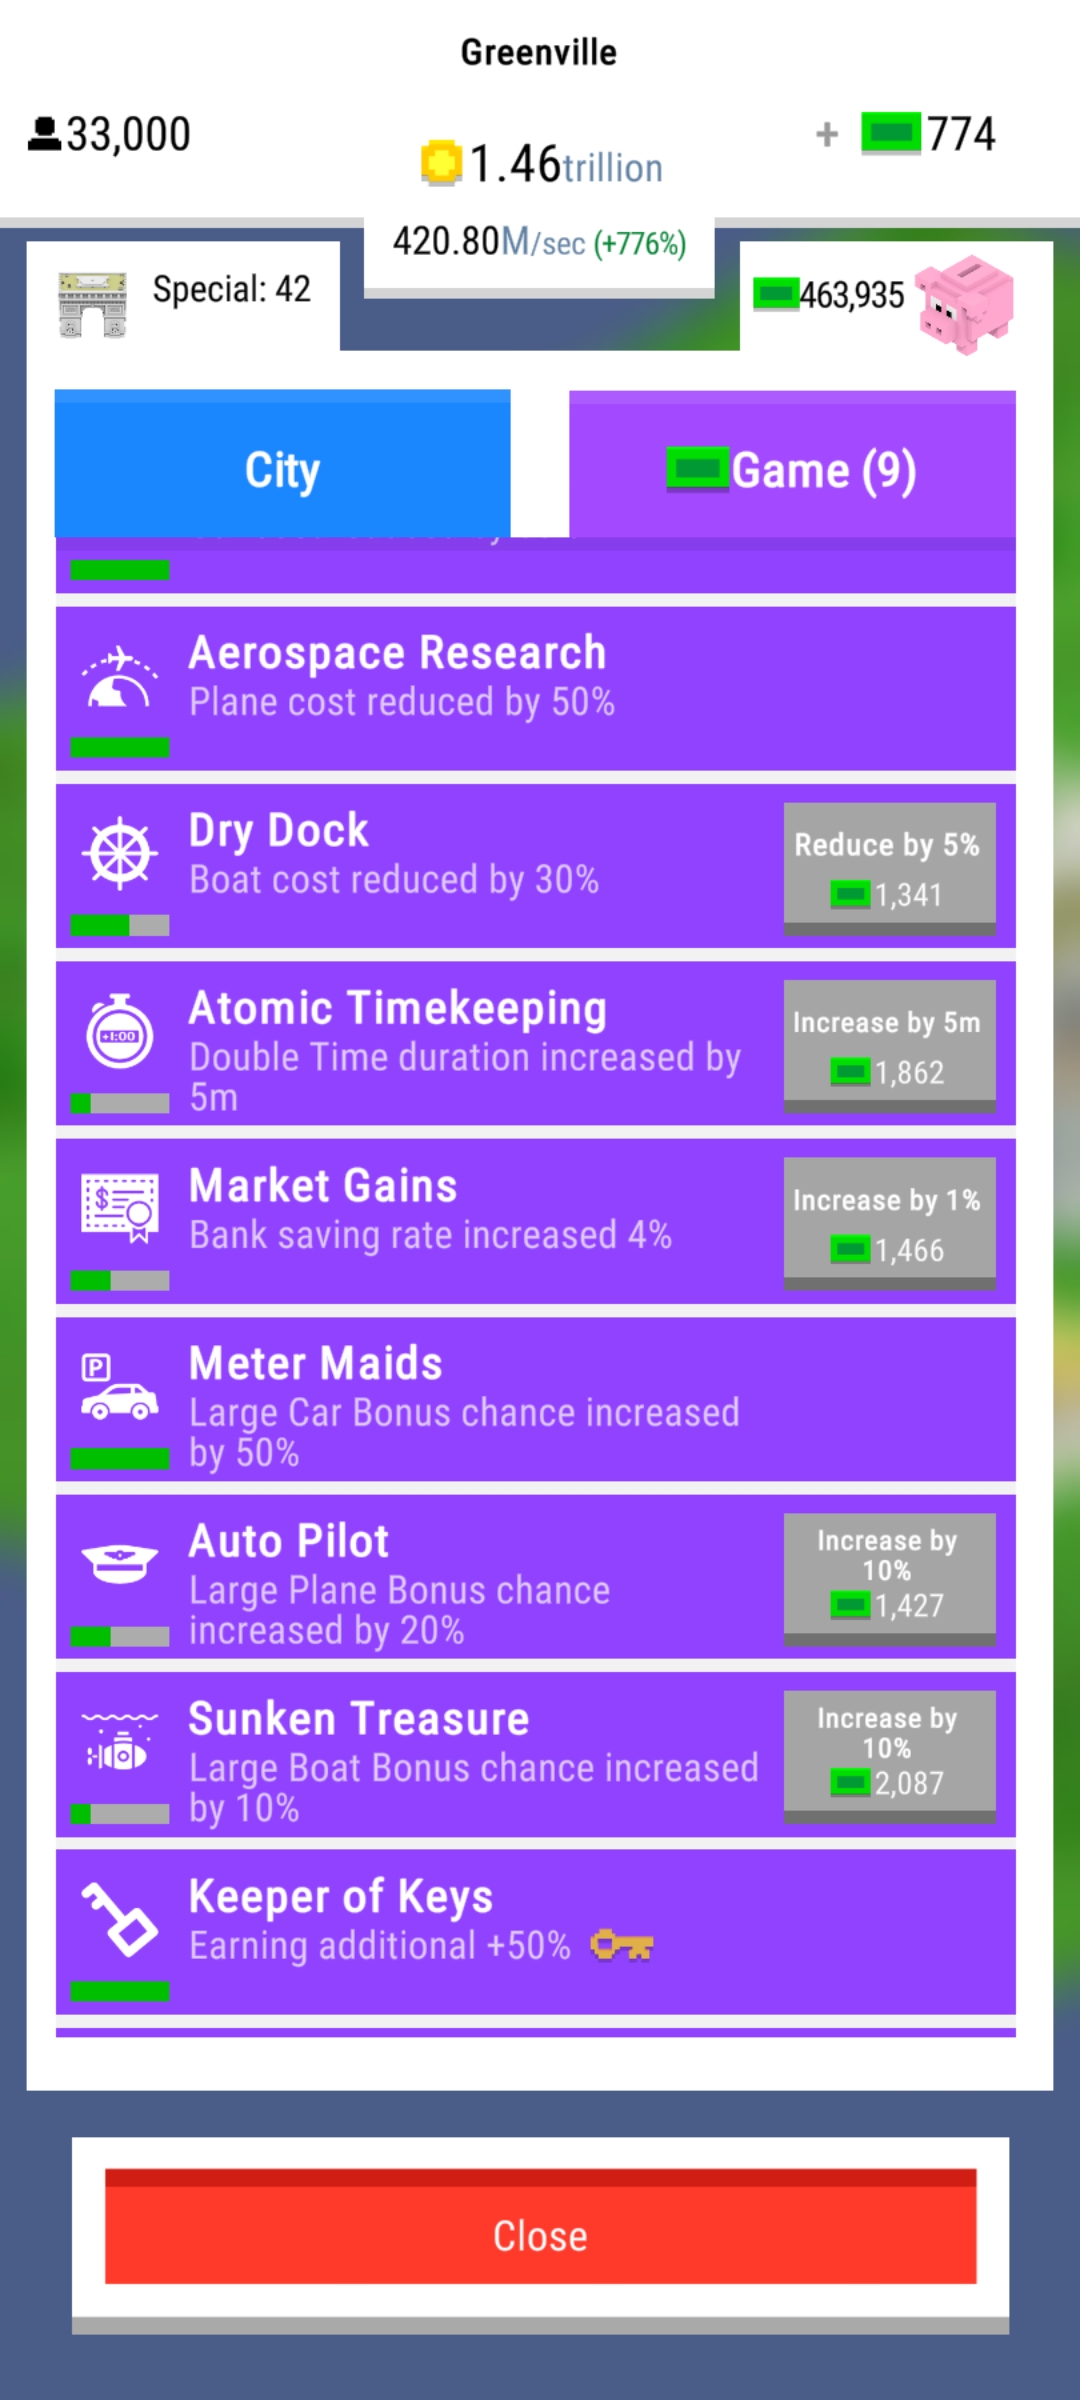 Greenville
33,000
1.46trillion
+ 774
420.80M/sec (+776%)
Special: 42
463,935
City
Game (9)
Aerospace Research
Plane cost reduced by 50%
Dry Dock
Boat cost reduced by 30%
Reduce by 5%
1,341
Atomic Timekeeping
Double Time duration increased by
5m
+1:00
Increase by 5m
1,862
Market Gains
Bank saving rate increased 4%
$
Increase by 1%
1,466
Meter Maids
Large Car Bonus chance increased
by 50%
P
Auto Pilot
Large Plane Bonus chance
increased by 20%
Increase by
10%
1,427
Sunken Treasure
Large Boat Bonus chance increased
by 10%
Increase by
10%
2,087
Keeper of Keys
Earning additional +50%
Close